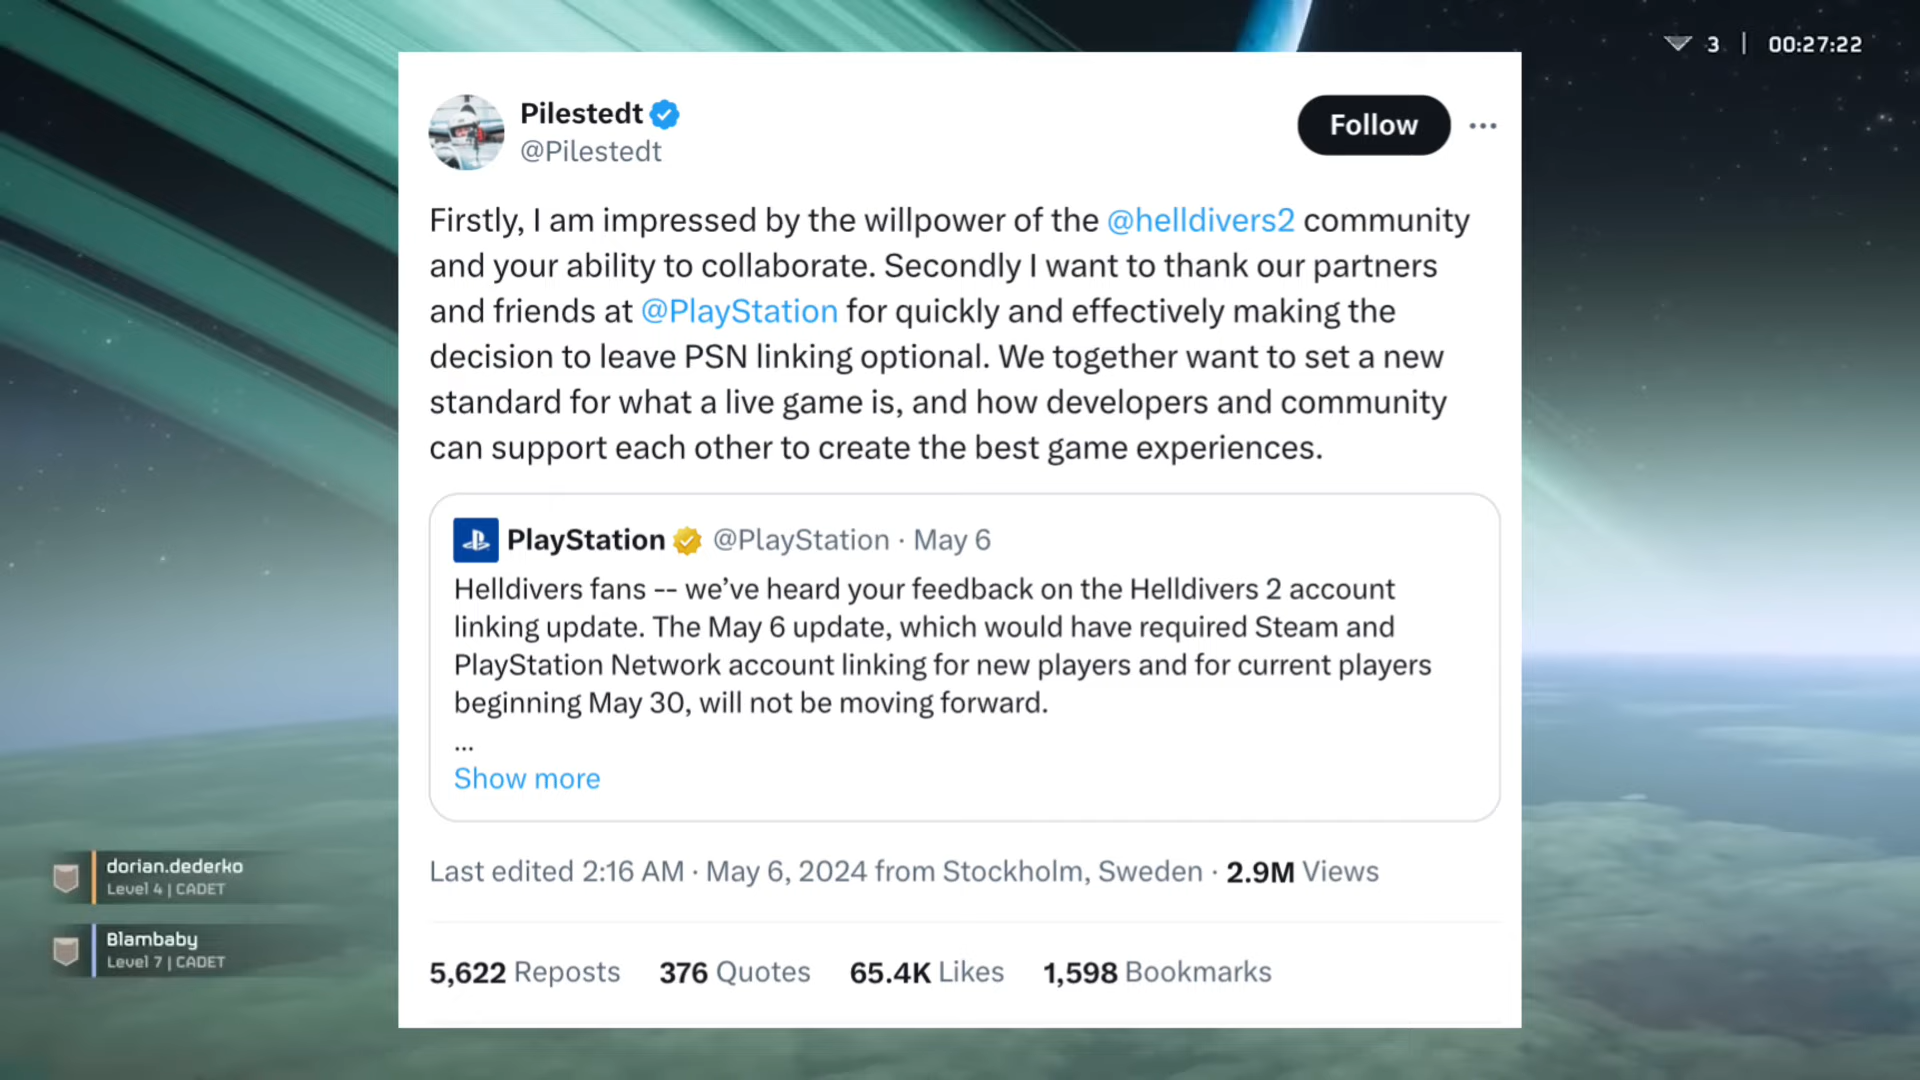 3 | 00:27:22
Pilestedt
@Pilestedt
Follow
Firstly, I am impressed by the willpower of the @helldivers2 community
and your ability to collaborate. Secondly I want to thank our partners
and friends at @PlayStation for quickly and effectively making the
decision to leave PSN linking optional. We together want to set a new
standard for what a live game is, and how developers and community
can support each other to create the best game experiences.
PlayStation @PlayStation · May 6
Helldivers fans -- we’ve heard your feedback on the Helldivers 2 account
linking update. The May 6 update, which would have required Steam and
PlayStation Network account linking for new players and for current players
beginning May 30, will not be moving forward.
...
Show more
Last edited 2:16 AM · May 6, 2024 from Stockholm, Sweden · 2.9M Views
5,622 Reposts 376 Quotes 65.4K Likes 1,598 Bookmarks
dorian.dederko
Level 4 | CADET
Blambaby
Level 7 | CADET